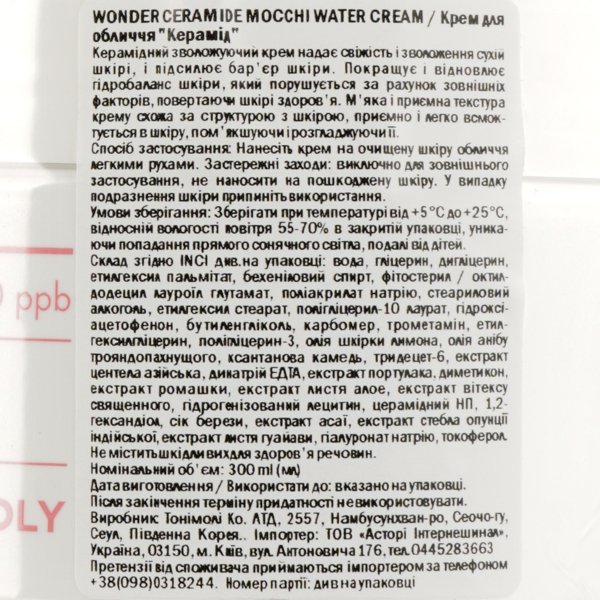 WONDER CERAMIDE MOCCHI WATER CREAM / Крем для
обличчя "Керамід"
Керамідний зволожуючий крем надає свіжість і зволоження сухій
шкірі, і підсилює бар'єр шкіри. Покращує і відновлює
гідробаланс шкіри, який порушується за рахунок зовнішніх
факторів, повертаючи шкірі здоров'я. М'яка і приємна текстура
крему схожа за структурою з шкірою, приємно і легко всмок-
тується в шкіру, пом'якшуючи і розгладжуючи її.
Спосіб застосування: Нанесіть крем на очищену шкіру обличчя
легкими рухами. Застережні заходи: виключно для зовнішнього
застосування, не наносити на пошкоджену шкіру. У випадку
подразнення шкіри припиніть використання.
Умови зберігання: Зберігати при температурі від +5°C до +25°C,
відносній вологості повітря 55-70% в закритій упаковці, уника-
ючи попадання прямого сонячного світла, подалі від дітей.
Склад згідно INCI див.на упаковці: вода, гліцерин, дигліцерин,
етилгексил пальмітат, бехеніловий спирт, фітостерил / октил-
додецил лауроїл глутамат, поліакрилат натрію, стеариловий
алкоголь, етилгексил стеарат, полігліцерил-10 лаурат, гідроксі-
ацетофенон, бутиленгліколь, карбомер, трометамін, етил-
гексилгліцерин, полігліцерин-3, олія шкірки лимона, олія анібу
трояндопахнущого, ксантанова камедь, тридецет-6, екстракт
центела азійська, динатрій ЕДТА, екстракт портулака, диметикон,
екстракт ромашки, екстракт листя алое, екстракт вітексу
священного, гідрогенізований лецитин, церамідний НП, 1,2-
гександіол, сік берези, екстракт асаї, екстракт стебла опунції
індійської, екстракт листя гуайави, гіалуронат натрію, токоферол.
Не містить шкідливих для здоров'я речовин.
Номінальний об'єм: 300 ml (мл)
Дата виготовлення / Використати до: вказано на упаковці.
Після закінчення терміну придатності не використовувати.
Виробник: Тонімолі Ко. ЛТД, 2557, Намбусунхван-ро, Сеочо-гу,
Сеул, Південна Корея.. Імпортер: ТОВ «Асторі Інтернешинал»,
Україна, 03150, м. Київ, вул. Антоновича 176, тел.0445283663
Претензії від споживача приймаються імпортером за телефоном
+38(098)0318244. Номер партії: див на упаковці
ppb
OLY